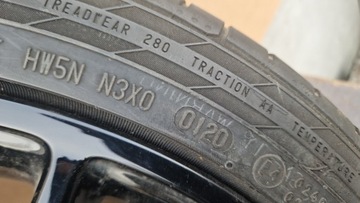 TREADWEAR 280 TRACTION AA TEMPERATURE
HW5N N3X0 0120